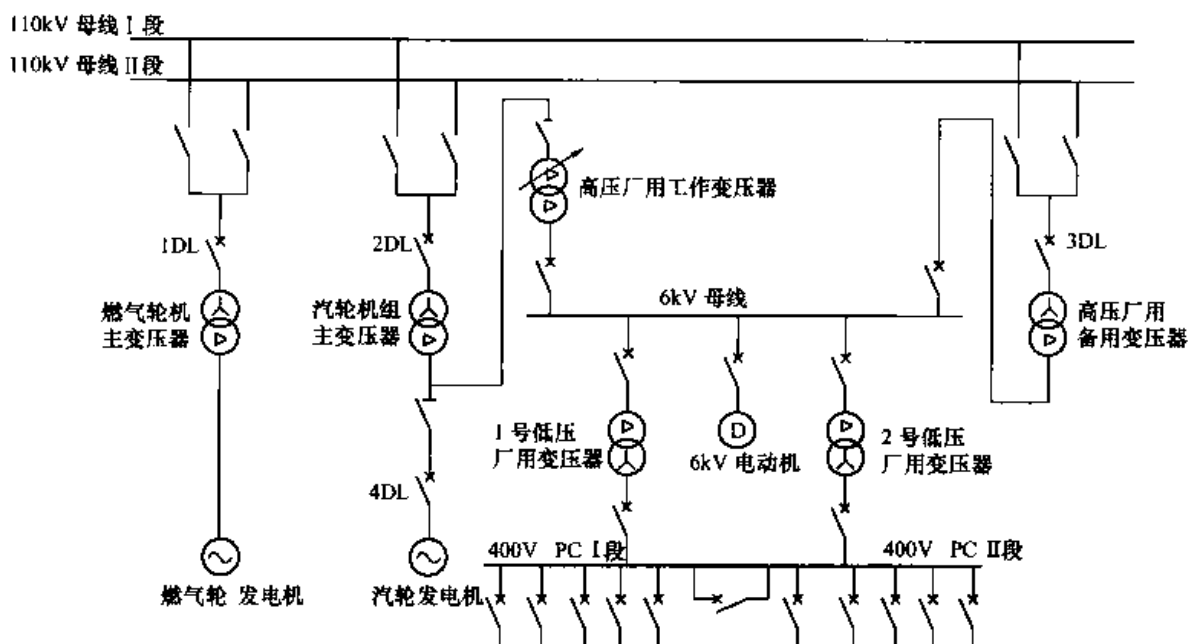 110kV 母线 I 段
110kV 母线 II 段
高压厂用工作变压器
1DL
2DL
3DL
6kV 母线
燃气轮机
主变压器
汽轮机组
主变压器
高压厂用
备用变压器
1 号低压
厂用变压器
D
6kV 电动机
2 号低压
厂用变压器
4DL
400V PC I 段
400V PC II 段
燃气轮 发电机
汽轮发电机